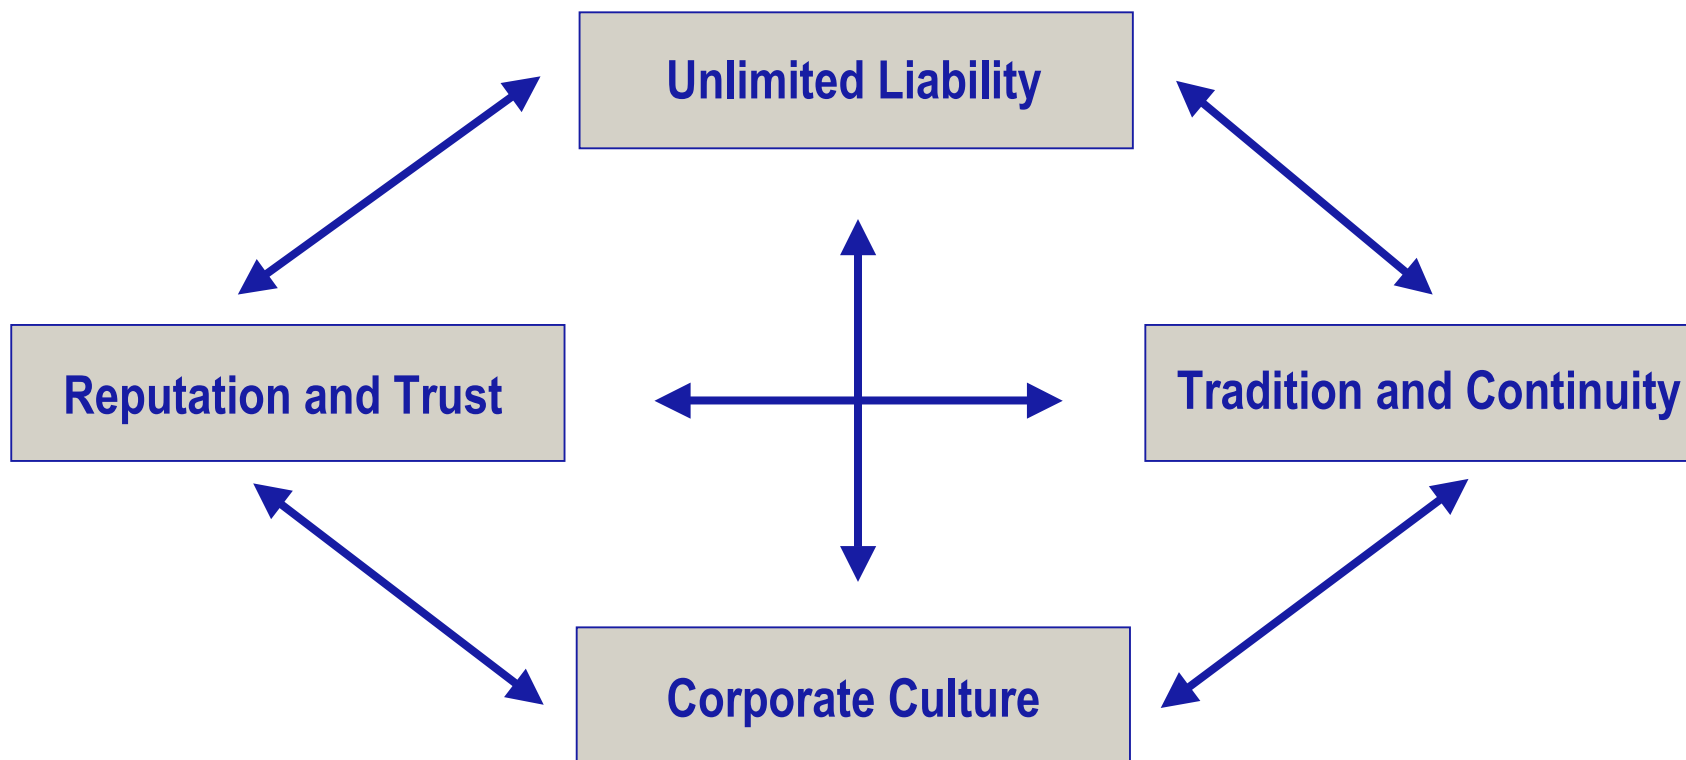 Unlimited Liability
Reputation and Trust
Tradition and Continuity
Corporate Culture